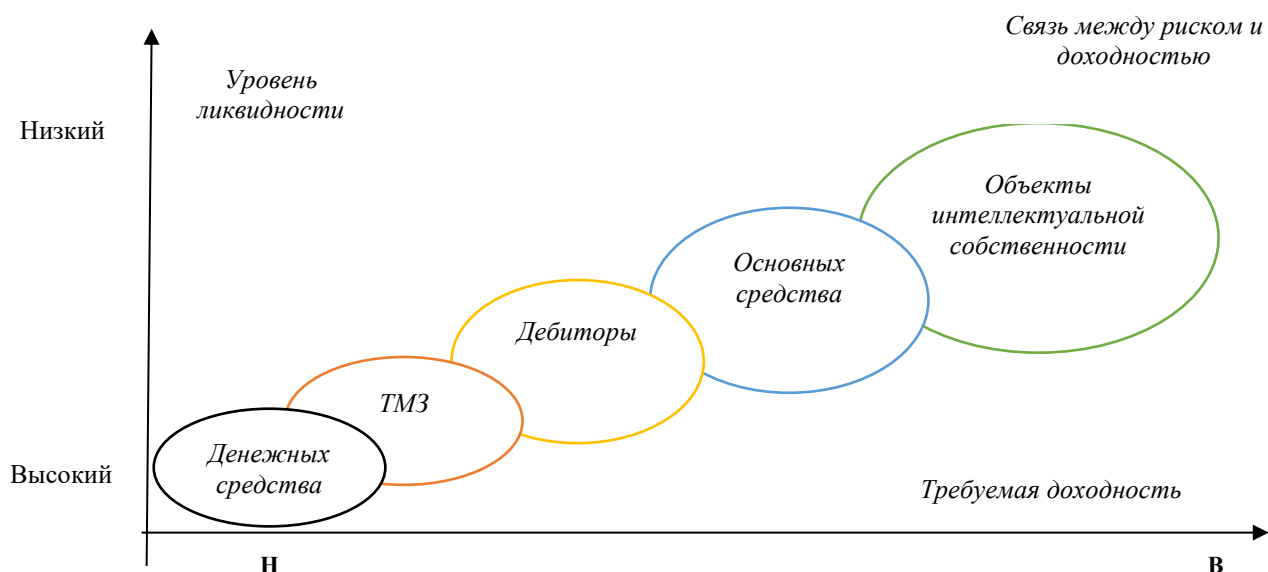 Связь между риском и
доходностью
Уровень
ликвидности
Низкий
Объекты
интеллектуальной
собственности
Основных
средства
Дебиторы
ТМЗ
Денежных
средства
Высокий
Требуемая доходность
Н
В